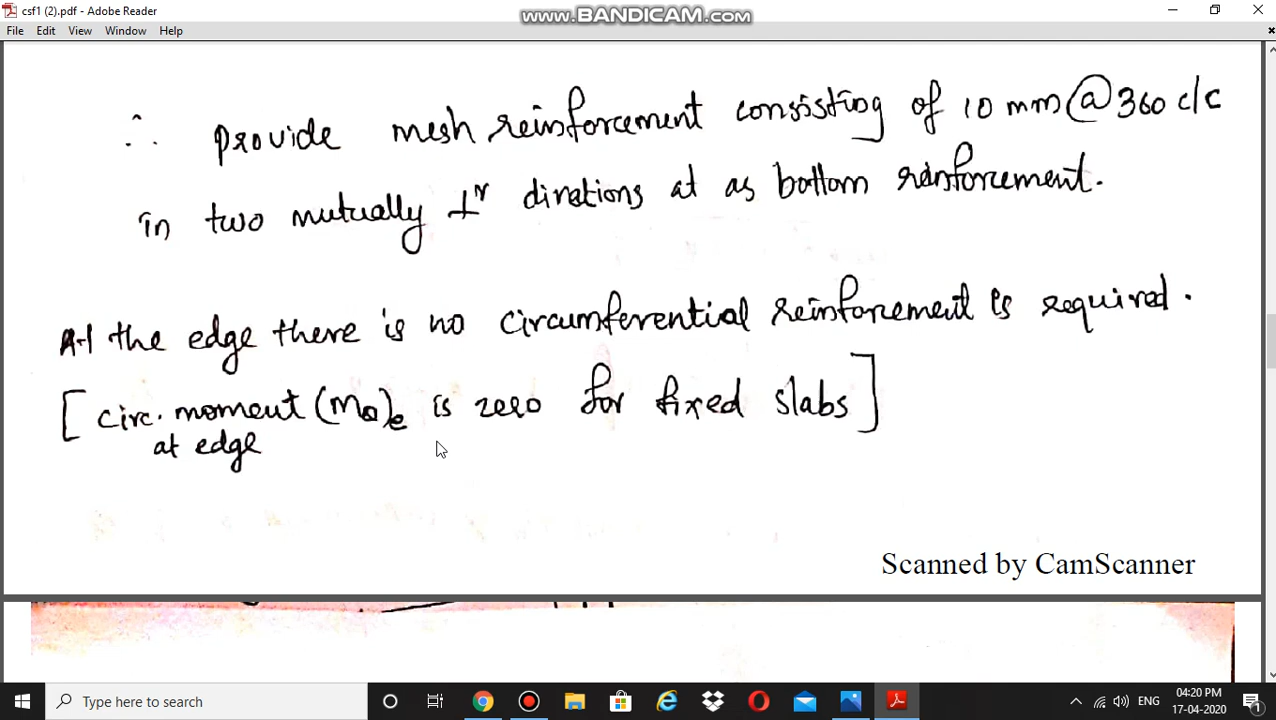 csf1 (2).pdf - Adobe Reader
www.BANDICAM.com
File Edit View Window Help
∴ provide mesh reinforcement consisting of 10 mm @ 360 c/c
in two mutually ⊥r dirations at as bottom reinforcement.
At the edge there is no circumferential reinforcement is required.
[ circ. moment (Mθ)e is zero for fixed slabs ]
at edge
Scanned by CamScanner
Type here to search
04:20 PM
17-04-2020
1